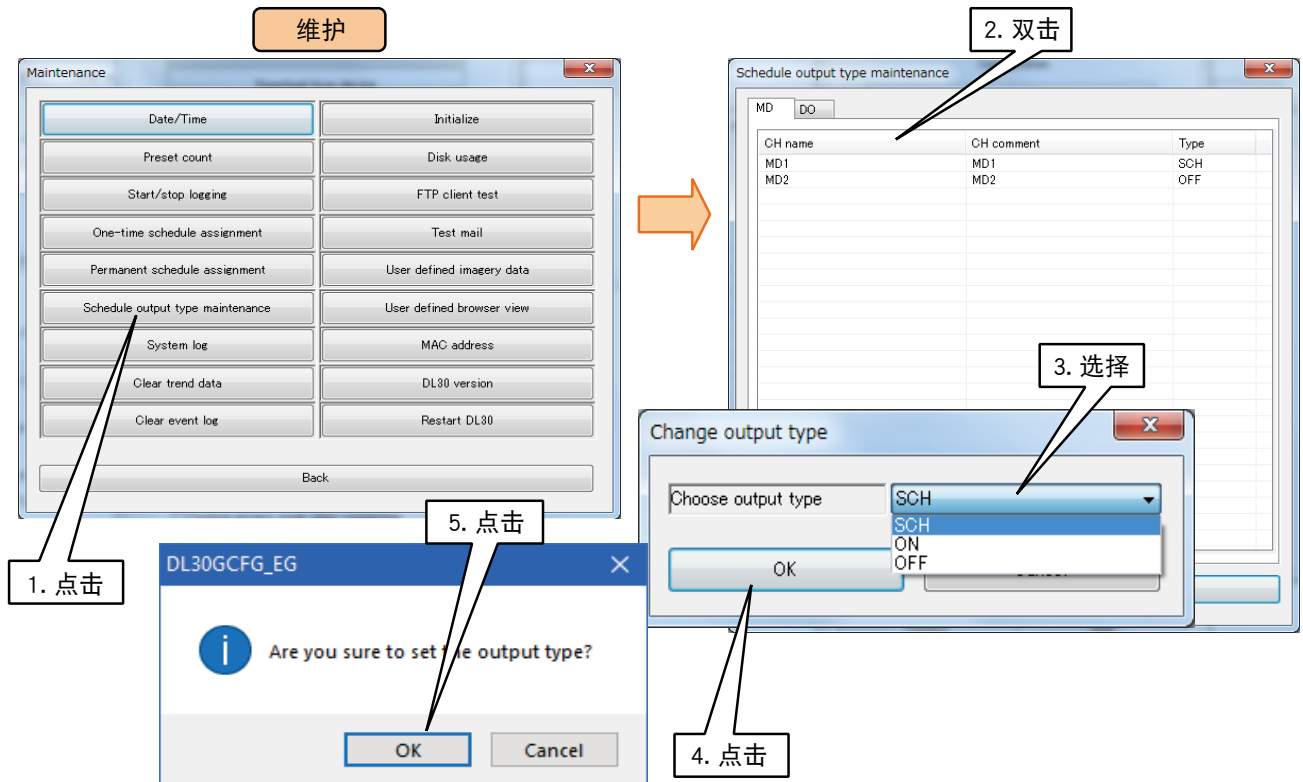 维护
Maintenance
Date/Time
Initialize
Preset count
Disk usage
Start/stop logging
FTP client test
One-time schedule assignment
Test mail
Permanent schedule assignment
User defined imagery data
Schedule output type maintenance
User defined browser view
System log
MAC address
Clear trend data
DL30 version
Clear event log
Restart DL30
Back
1. 点击
2. 双击
Schedule output type maintenance
MD DO
CH name CH comment Type
MD1 MD1 SCH
MD2 MD2 OFF
3. 选择
Change output type
Choose output type SCH
SCH
ON
OFF
OK
4. 点击
5. 点击
DL30GCFG_EG
Are you sure to set the output type?
OK Cancel